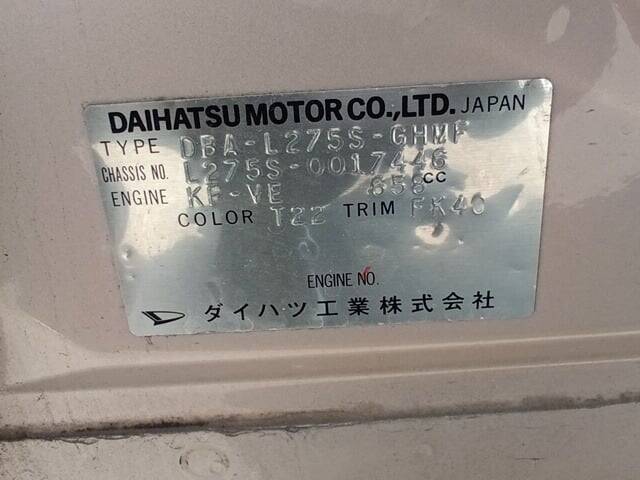 DAIHATSU MOTOR CO.,LTD. JAPAN
TYPE DBA-L275S-GHMF
CHASSIS NO. L275S-0017446
ENGINE KF-VE 658CC
COLOR T22 TRIM FK40
ENGINE NO.
ダイハツ工業株式会社